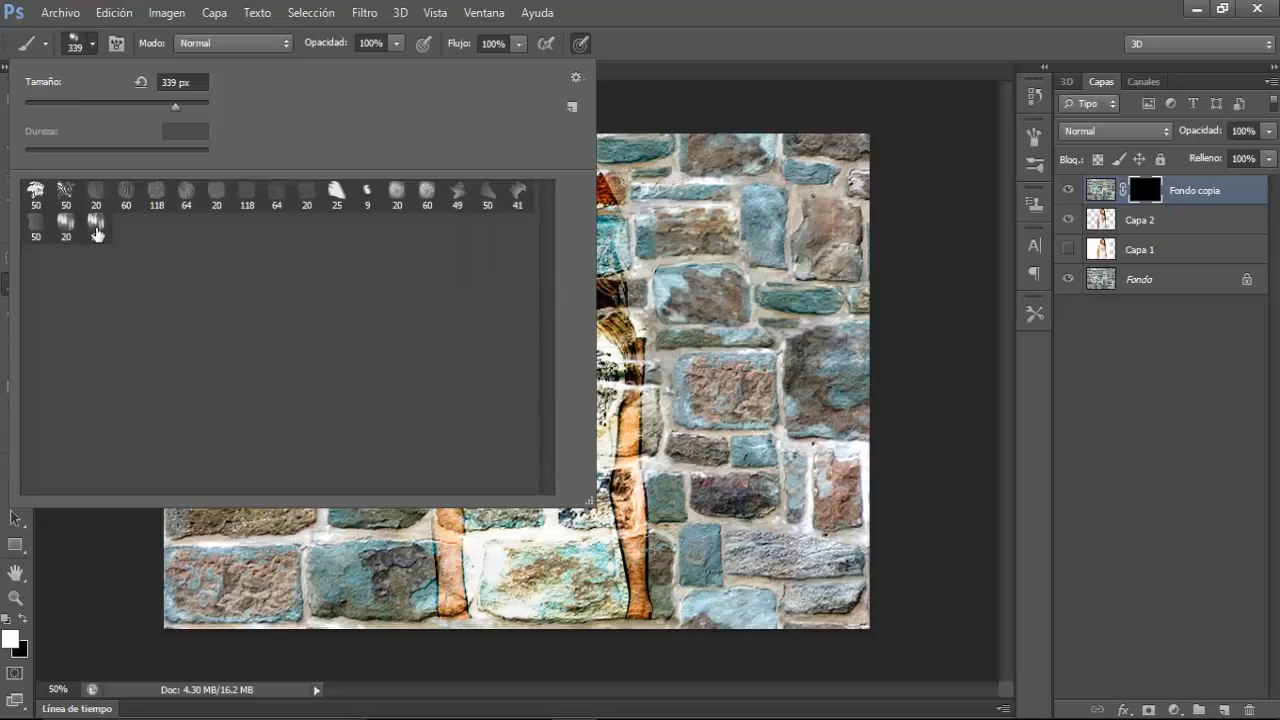 Ps Archivo Edición Imagen Capa Texto Selección Filtro 3D Vista Ventana Ayuda
339 Modo: Normal Opacidad: 100% Flujo: 100% 3D
Tamaño: 339 px
Dureza:
50 50 20 60 118 64 20 118 64 20 25 9 20 60 49 50 41
50 20
3D Capas Canales
Tipo
Normal Opacidad: 100%
Bloq.: Relleno: 100%
Fondo copia
Capa 2
Capa 1
Fondo
50% Doc: 4.30 MB/16.2 MB
Línea de tiempo